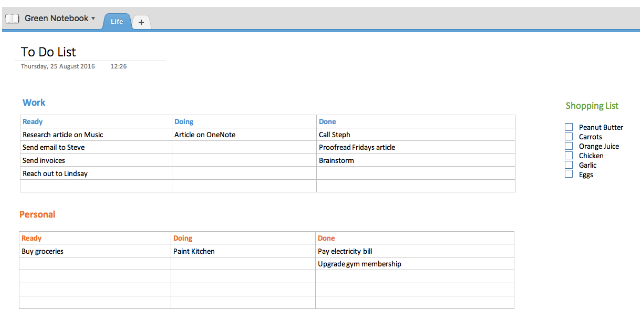 Green Notebook
Life
+
To Do List
Thursday, 25 August 2016 12:26
Work
Ready Doing Done
Research article on Music Article on OneNote Call Steph
Send email to Steve Proofread Fridays article
Send invoices Brainstorm
Reach out to Lindsay
Personal
Ready Doing Done
Buy groceries Paint Kitchen Pay electricity bill
Upgrade gym membership
Shopping List
Peanut Butter
Carrots
Orange Juice
Chicken
Garlic
Eggs